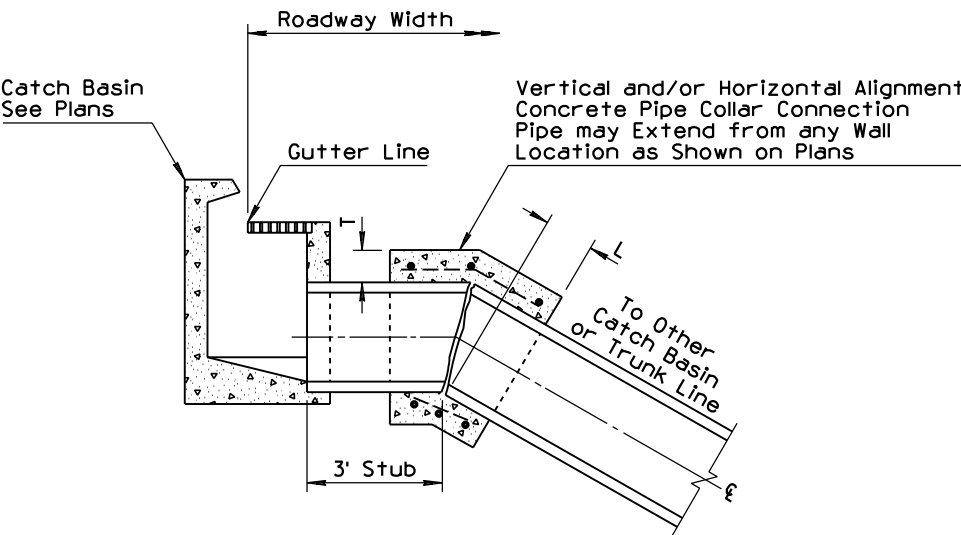 Roadway Width
Catch Basin
See Plans
Vertical and/or Horizontal Alignment
Concrete Pipe Collar Connection
Pipe may Extend from any Wall
Location as Shown on Plans
Gutter Line
T
L
To Other
Catch Basin
or Trunk Line
3' Stub
℄